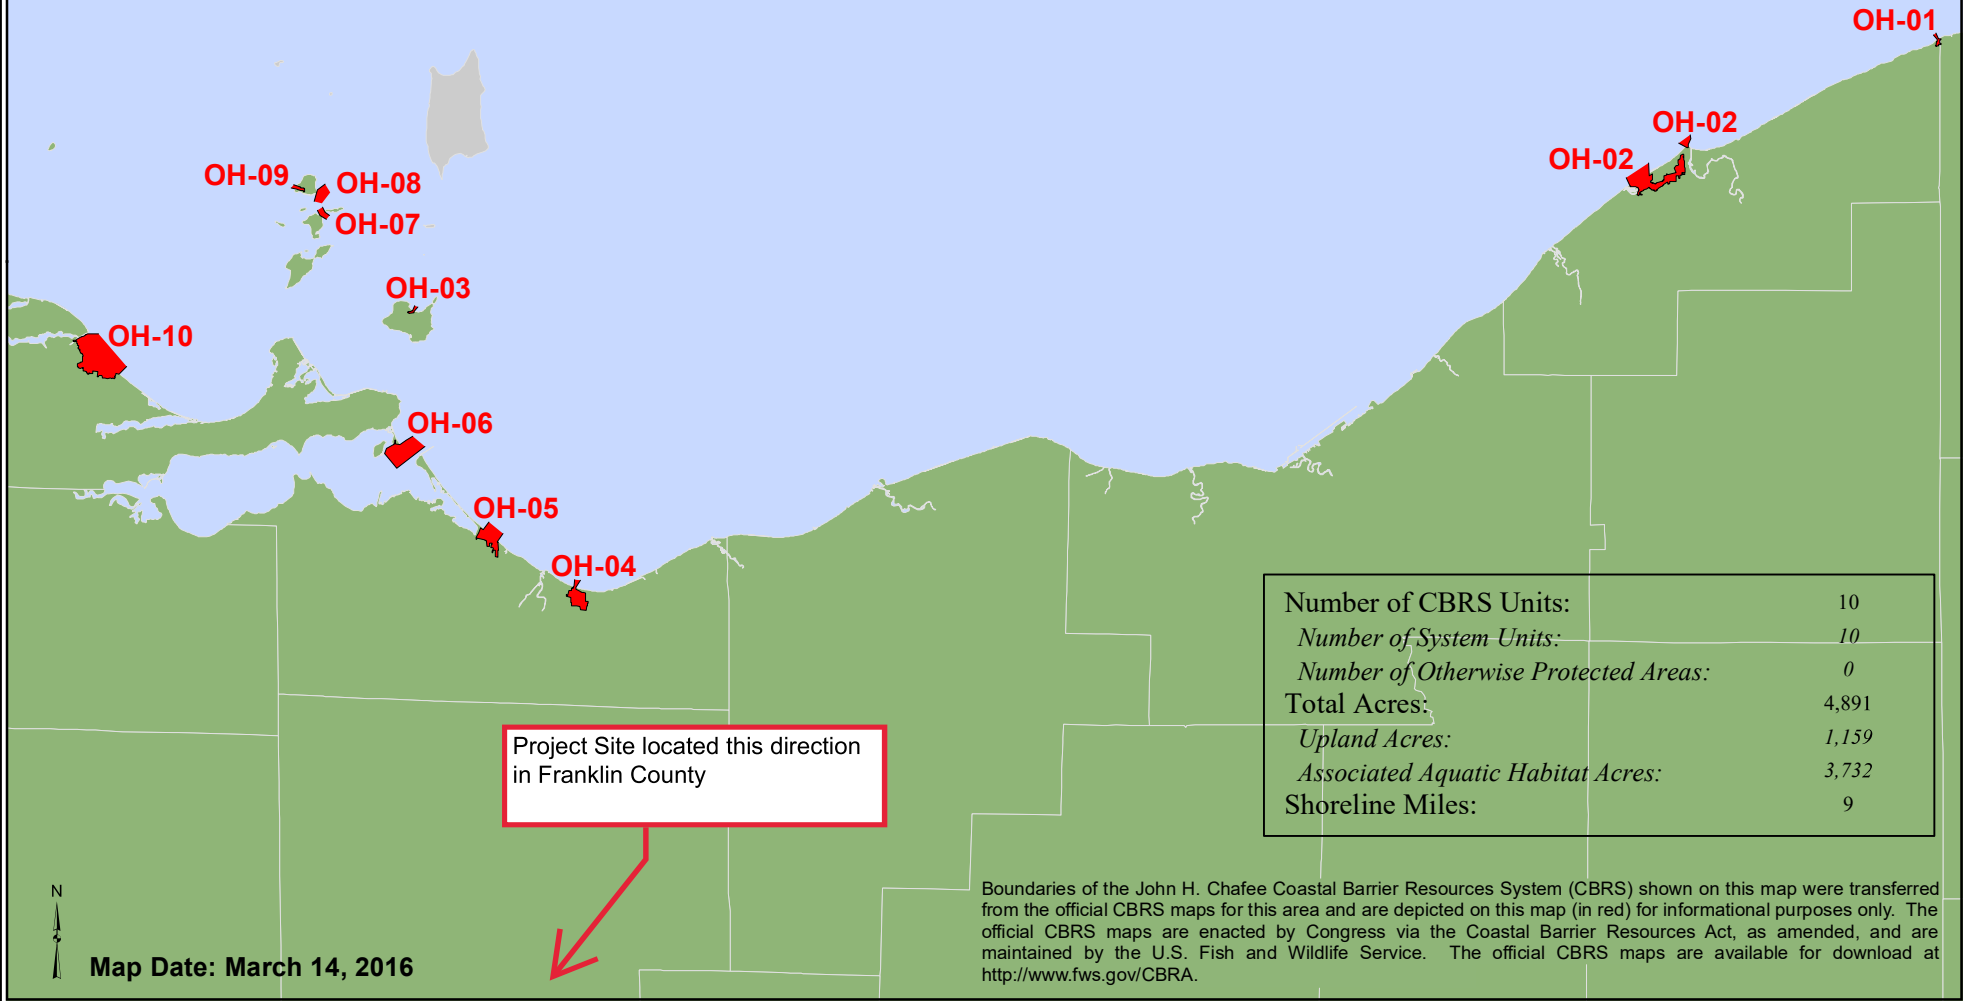 OH-01
OH-02
OH-02
OH-09
OH-08
OH-07
OH-03
OH-10
OH-06
OH-05
OH-04
Number of CBRS Units: 10
Number of System Units: 10
Number of Otherwise Protected Areas: 0
Total Acres: 4,891
Upland Acres: 1,159
Associated Aquatic Habitat Acres: 3,732
Shoreline Miles: 9
Project Site located this direction
in Franklin County
N
Map Date: March 14, 2016
Boundaries of the John H. Chafee Coastal Barrier Resources System (CBRS) shown on this map were transferred
from the official CBRS maps for this area and are depicted on this map (in red) for informational purposes only. The
official CBRS maps are enacted by Congress via the Coastal Barrier Resources Act, as amended, and are
maintained by the U.S. Fish and Wildlife Service. The official CBRS maps are available for download at
http://www.fws.gov/CBRA.